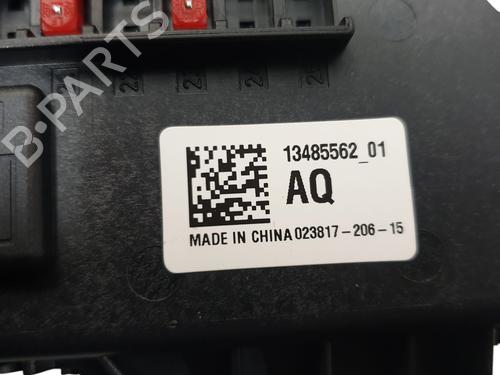 13485562_01
AQ
MADE IN CHINA 023817-206-15
B-PARTS